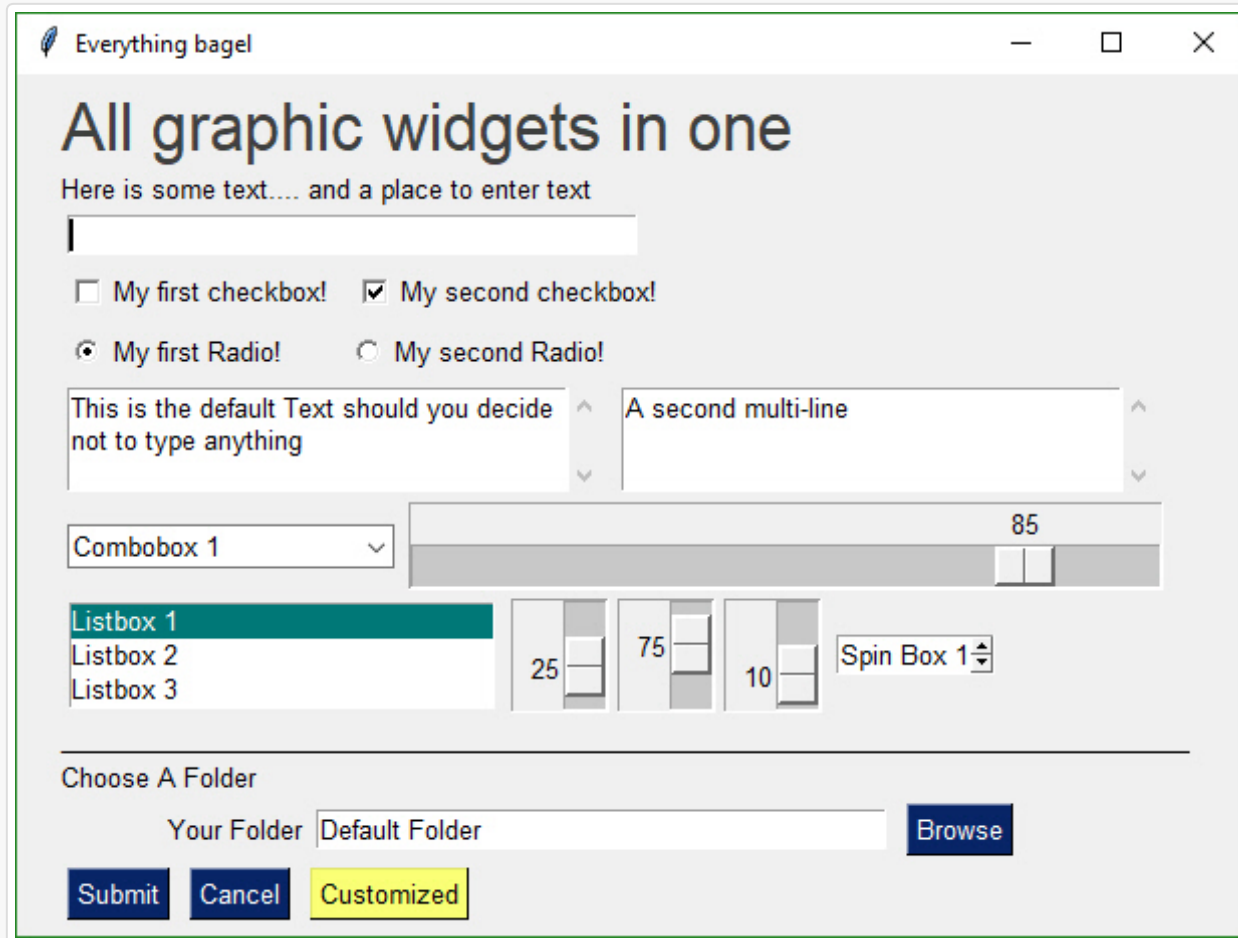 Everything bagel
All graphic widgets in one
Here is some text.... and a place to enter text
My first checkbox! My second checkbox!
My first Radio! My second Radio!
This is the default Text should you decide
not to type anything
A second multi-line
Combobox 1
85
Listbox 1
Listbox 2
Listbox 3
25
75
10
Spin Box 1
Choose A Folder
Your Folder Default Folder Browse
Submit Cancel Customized